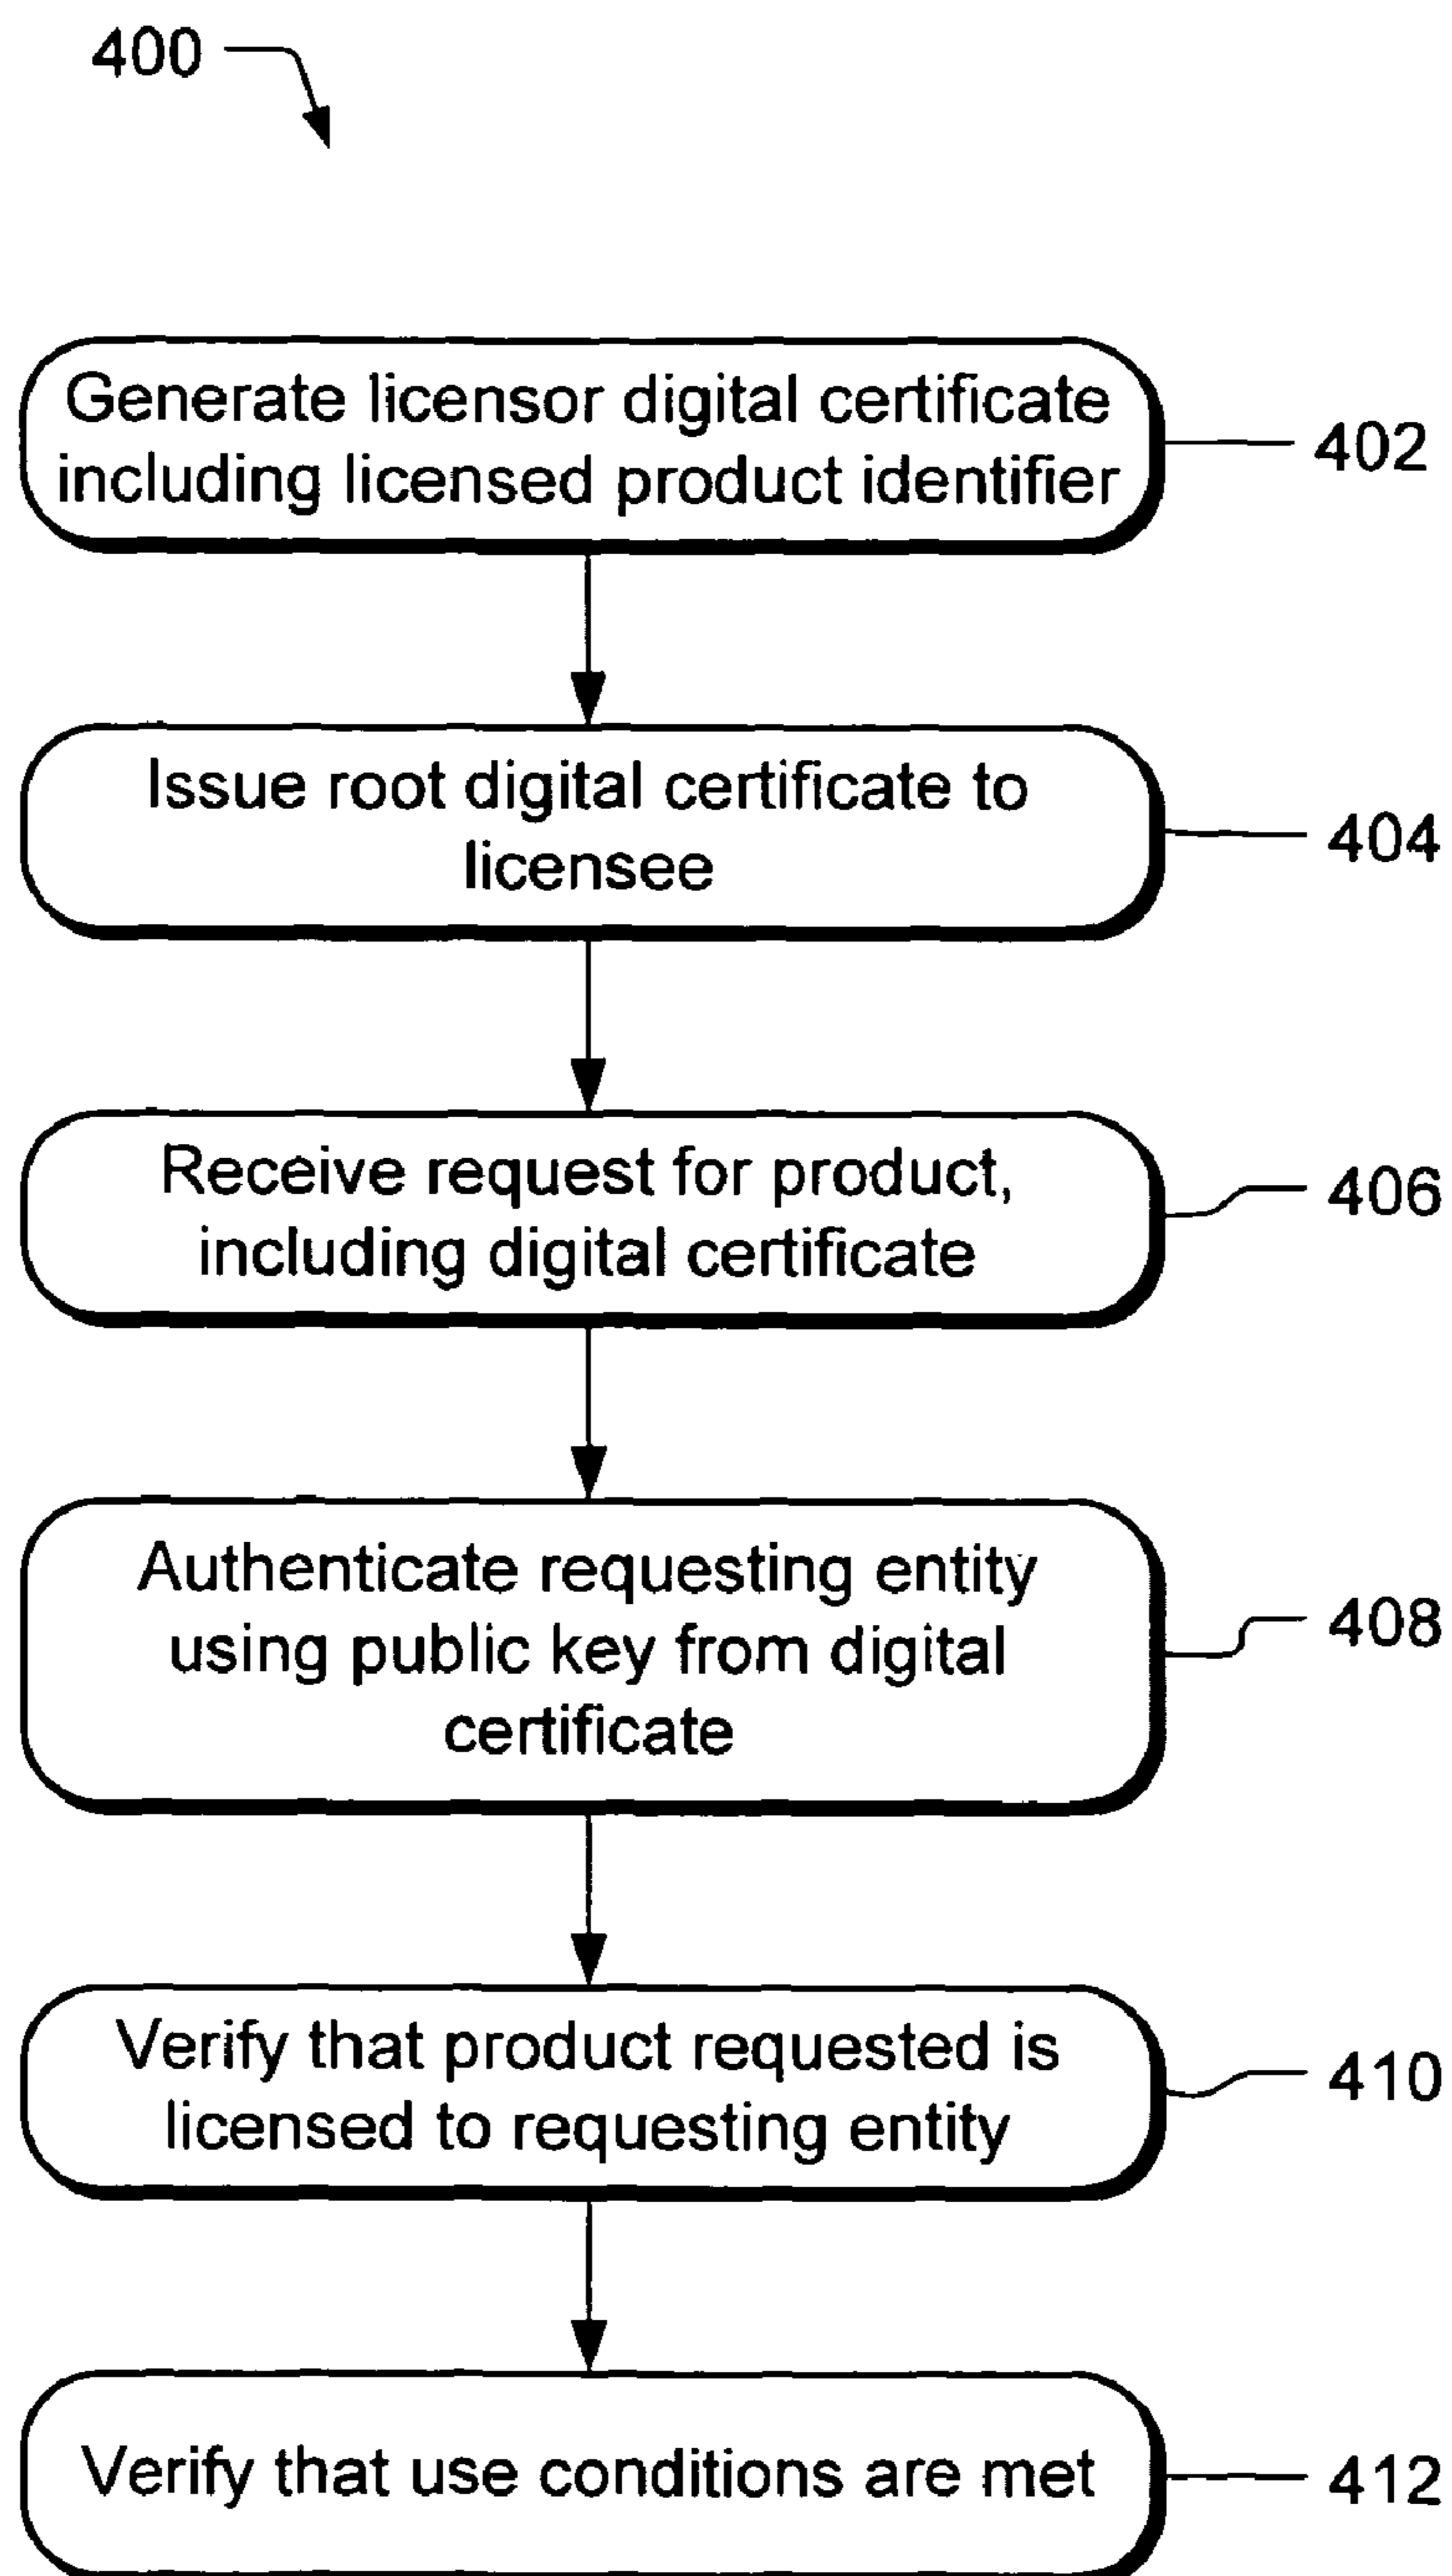 400
Generate licensor digital certificate
including licensed product identifier
402
Issue root digital certificate to
licensee
404
Receive request for product,
including digital certificate
406
Authenticate requesting entity
using public key from digital
certificate
408
Verify that product requested is
licensed to requesting entity
410
Verify that use conditions are met
412